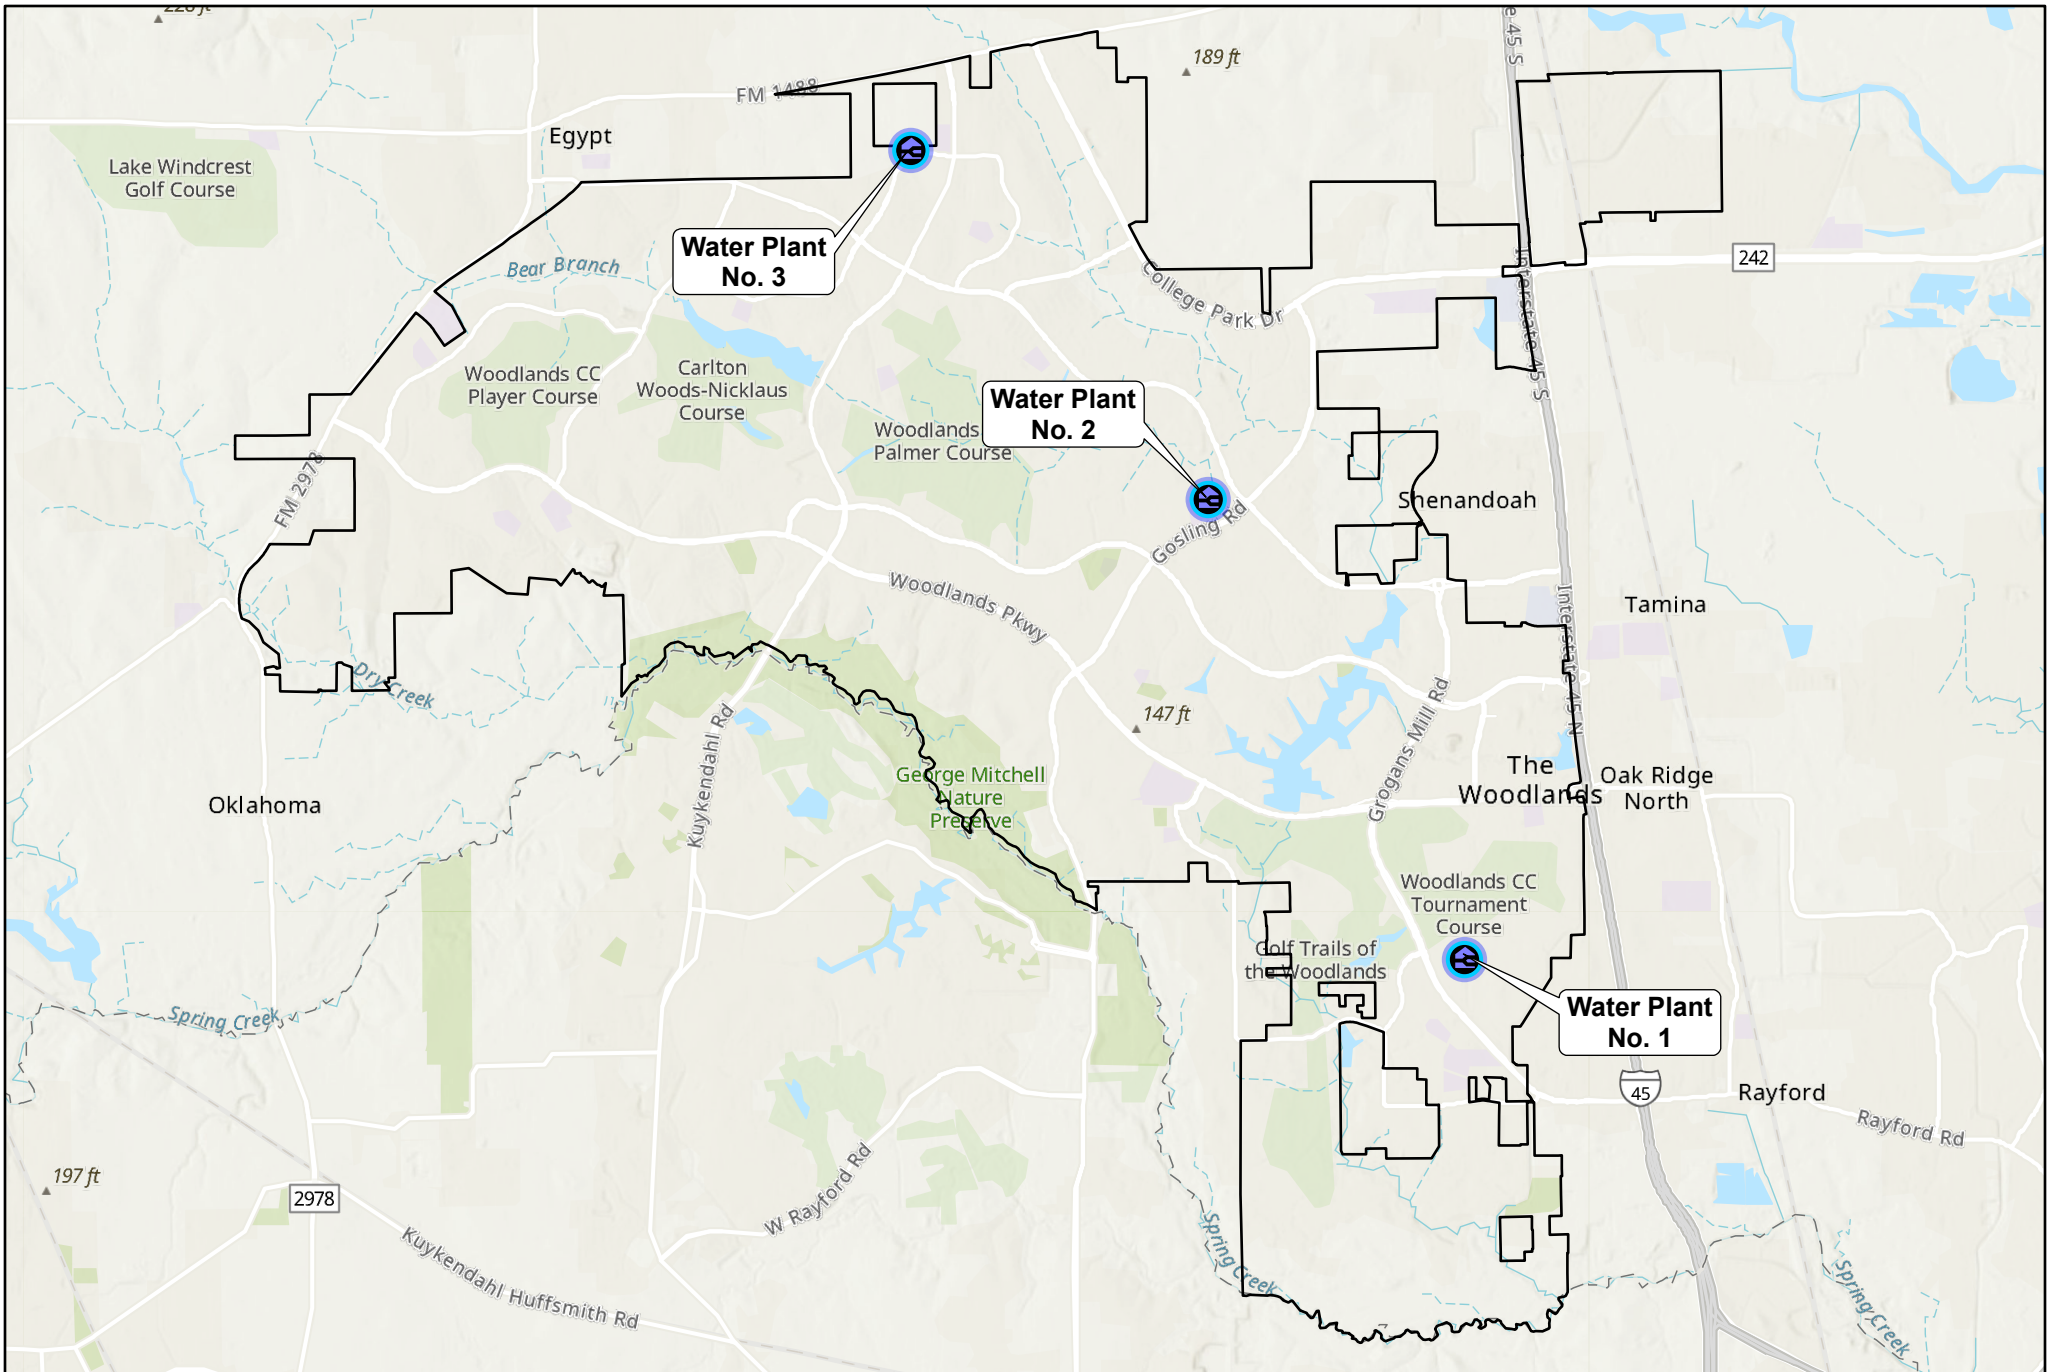 228 ft
FM 1488
189 ft
e 45 S
Egypt
Lake Windcrest
Golf Course
Water Plant
No. 3
Bear Branch
242
Interstate 45 S
College Park Dr
Woodlands CC
Player Course
Carlton
Woods-Nicklaus
Course
Water Plant
No. 2
Woodlands
Palmer Course
FM 2978
Shenandoah
Gosling Rd
Woodlands Pkwy
Interstate 45 N
Tamina
Dry Creek
147 ft
Kuykendahl Rd
Grogans Mill Rd
George Mitchell
Nature
Preserve
The
Woodlands
Oak Ridge
North
Oklahoma
Woodlands CC
Tournament
Course
Golf Trails of
the Woodlands
Water Plant
No. 1
Spring Creek
45
Rayford
Rayford Rd
197 ft
2978
W Rayford Rd
Kuykendahl Huffsmith Rd
Spring Creek
Spring Creek